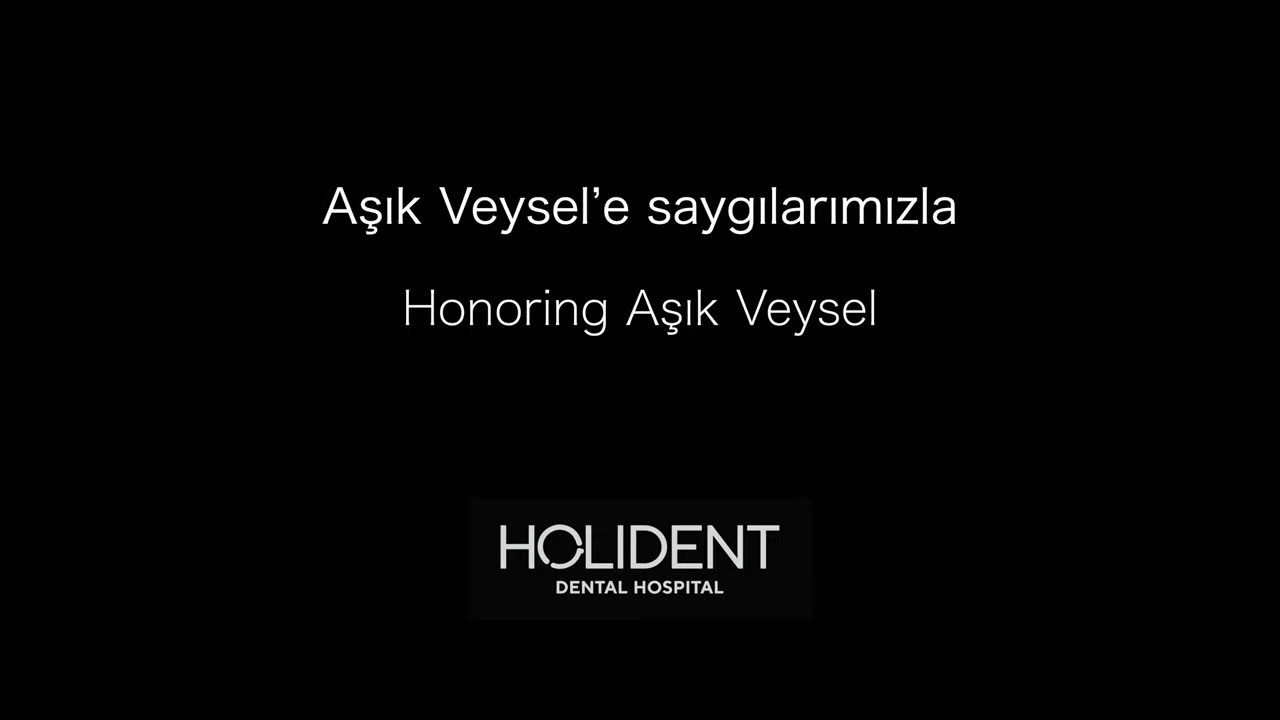 Aşık Veysel’e saygılarımızla
Honoring Aşık Veysel
HOLIDENT
DENTAL HOSPITAL